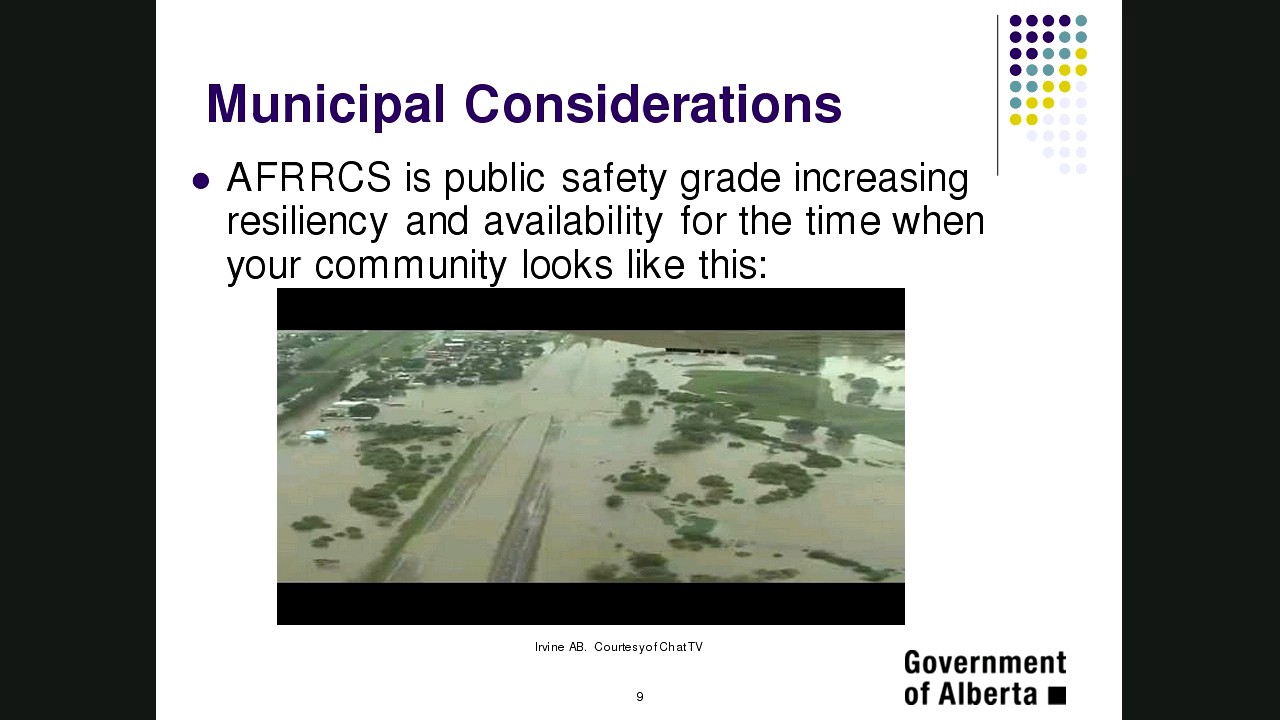 Municipal Considerations
AFRRCS is public safety grade increasing
resiliency and availability for the time when
your community looks like this:
Irvine AB. Courtesy of Chat TV
Government
of Alberta
9